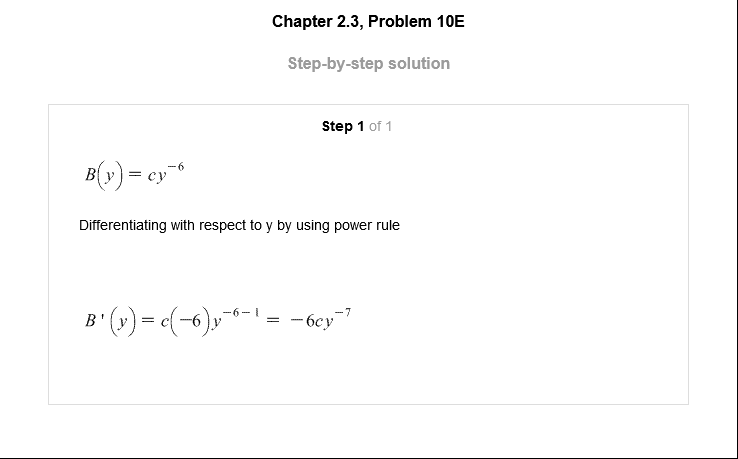 Chapter 2.3, Problem 10E
Step-by-step solution
Step 1 of 1
B(y) = cy⁻⁶
Differentiating with respect to y by using power rule
B'(y) = c(−6)y⁻⁶⁻¹ = −6cy⁻⁷